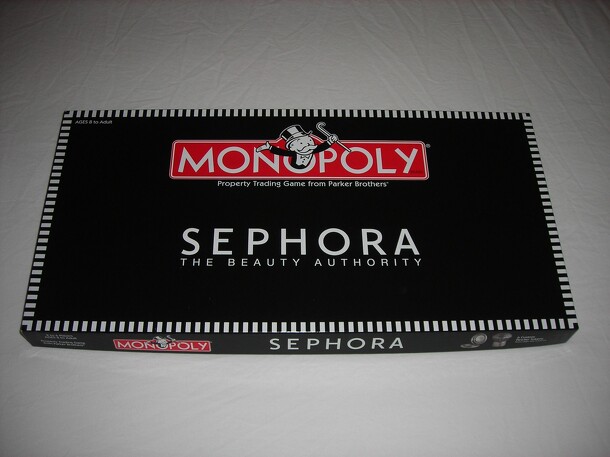 AGES 8 to Adult
MONOPOLY®
Property Trading Game from Parker Brothers®
SEPHORA
THE BEAUTY AUTHORITY
MONOPOLY
SEPHORA